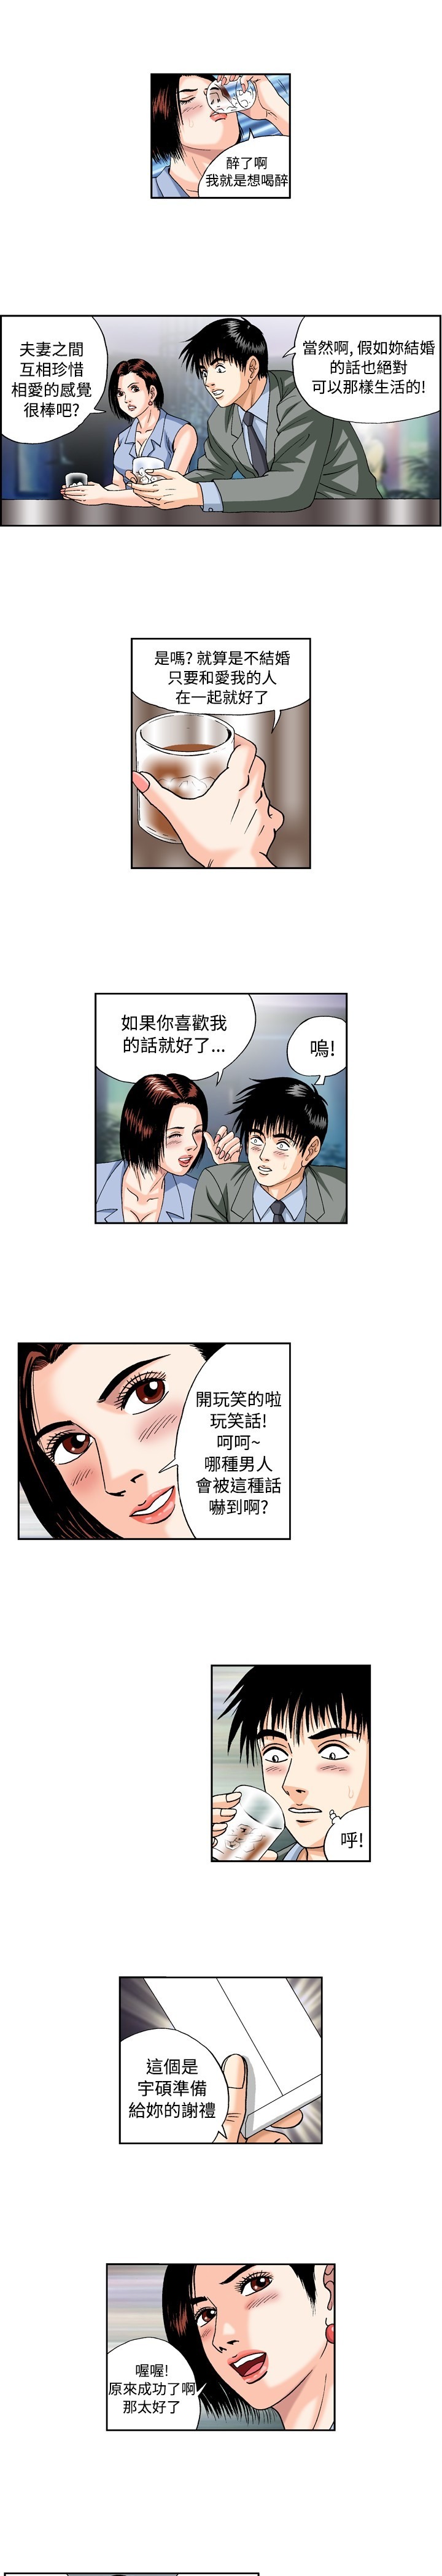 醉了啊
我就是想喝醉
夫妻之間
互相珍惜
相愛的感覺
很棒吧?
當然啊, 假如妳結婚
的話也絕對
可以那樣生活的!
是嗎? 就算是不結婚
只要和愛我的人
在一起就好了
如果你喜歡我
的話就好了...
嗚!
開玩笑的啦
玩笑話!
呵呵~
哪種男人
會被這種話
嚇到啊?
呼!
這個是
宇碩準備
給妳的謝禮
喔喔!
原來成功了啊
那太好了